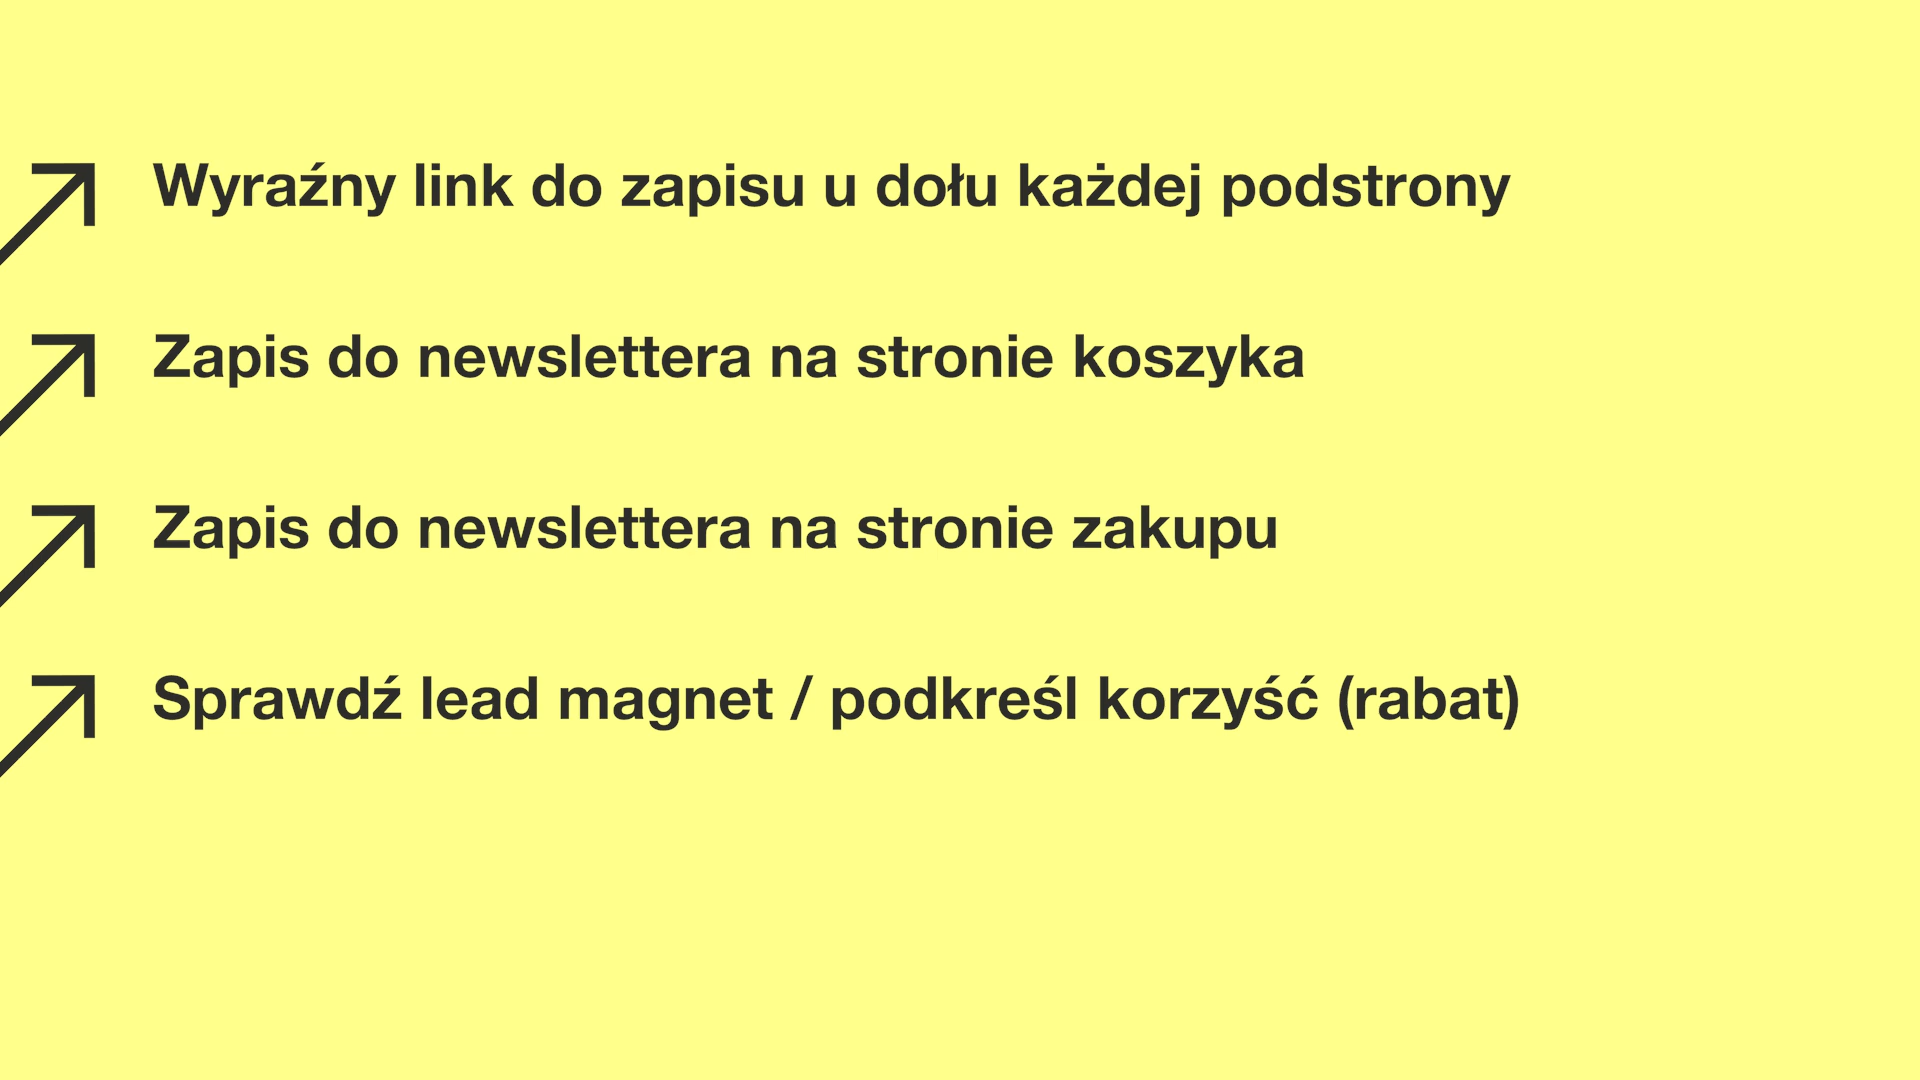 Wyraźny link do zapisu u dołu każdej podstrony
Zapis do newslettera na stronie koszyka
Zapis do newslettera na stronie zakupu
Sprawdź lead magnet / podkreśl korzyść (rabat)